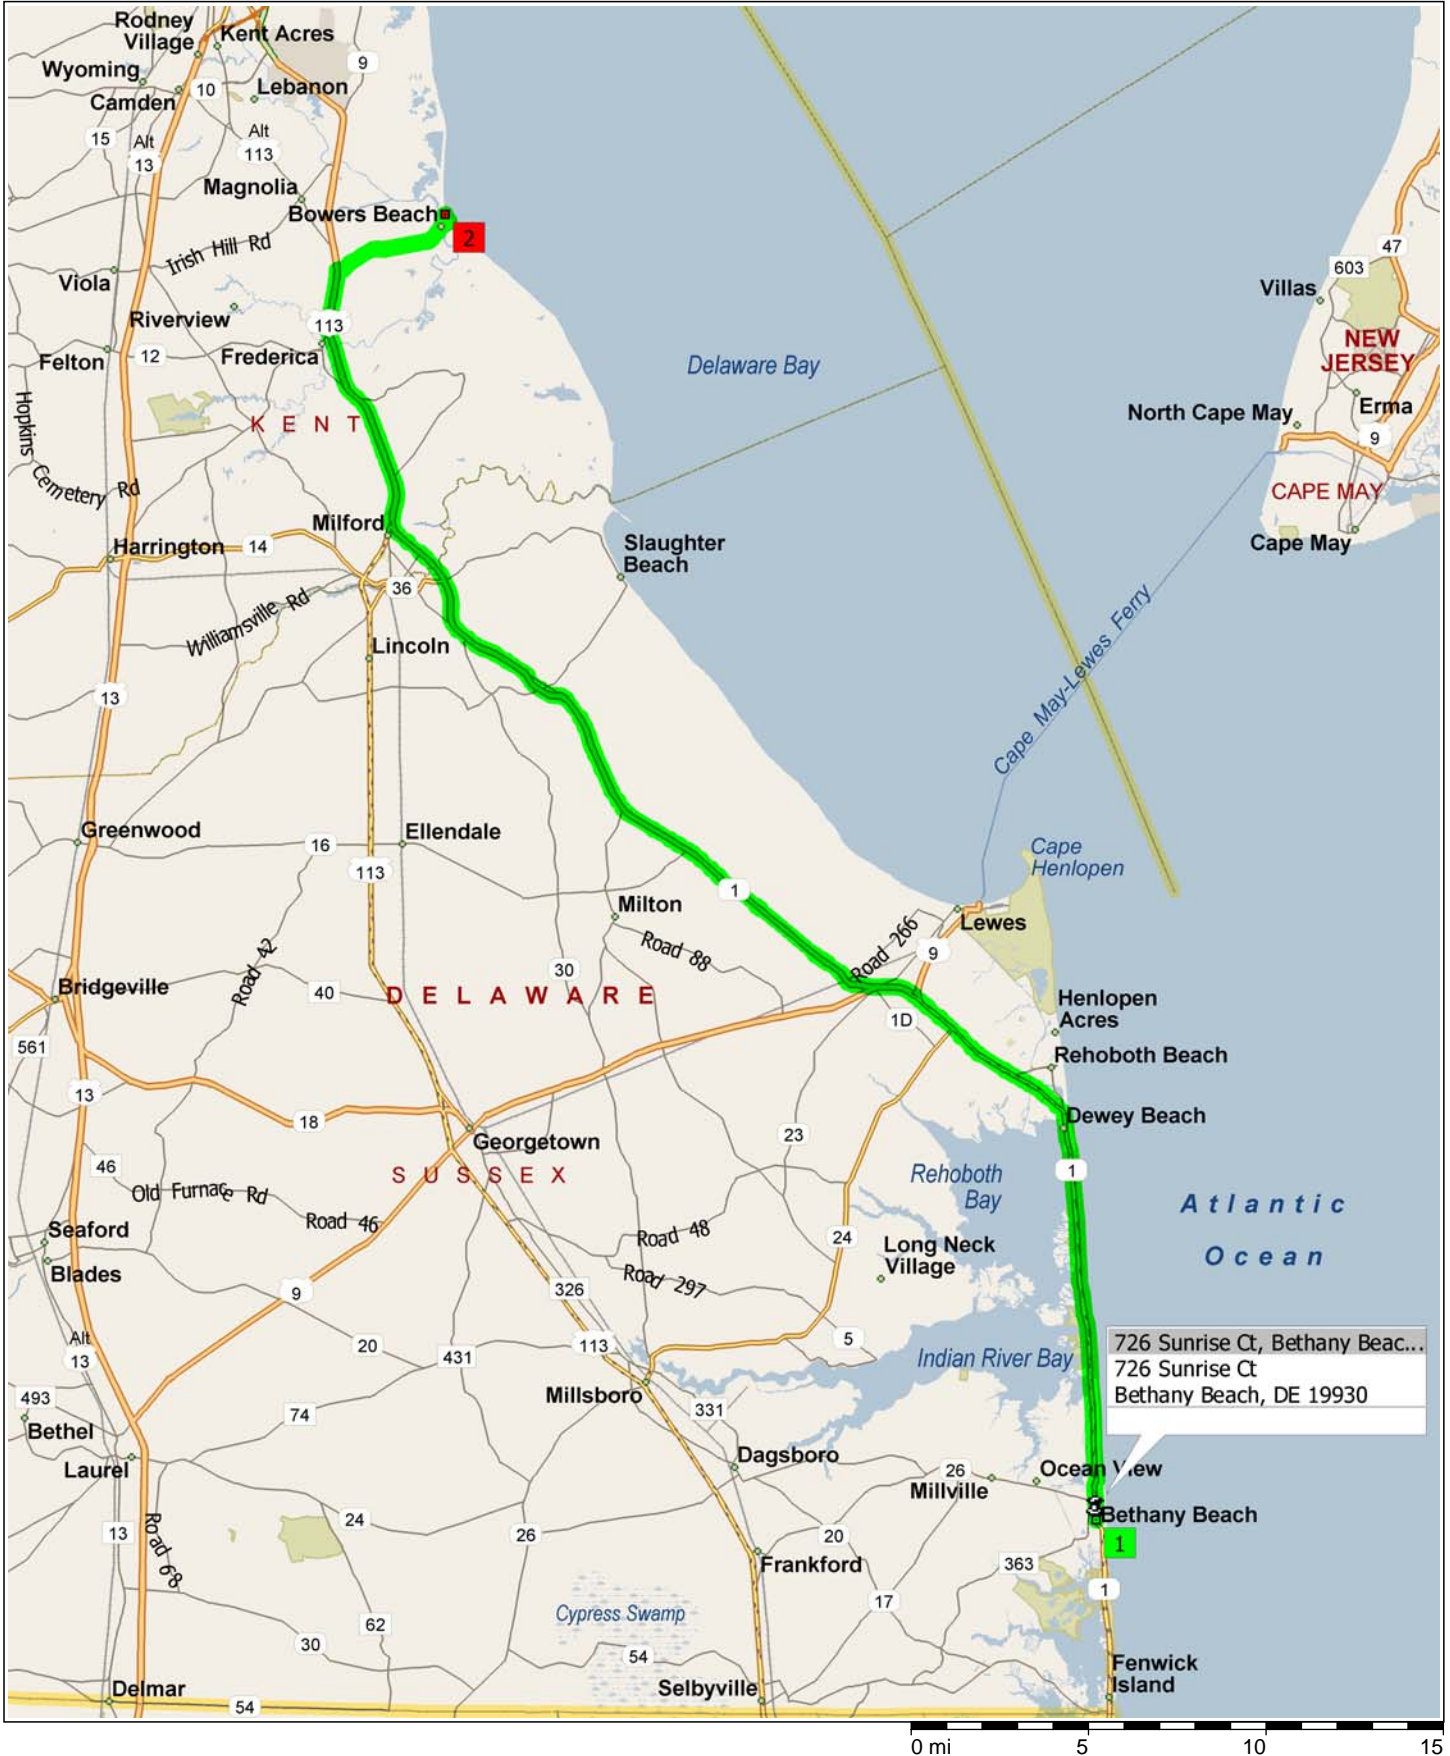 Rodney
Village
Kent Acres
9
Wyoming
10
Lebanon
Camden
15
Alt
13
Alt
113
Magnolia
Bowers Beach
2
Irish Hill Rd
47
603
Viola
Villas
Riverview
113
NEW
JERSEY
Felton
12
Frederica
Delaware Bay
Hopkins Cemetery Rd
KENT
North Cape May
Erma
9
CAPE MAY
Milford
Harrington
14
Slaughter
Beach
Cape May
36
Williamsville Rd
Cape May-Lewes Ferry
Lincoln
13
Greenwood
16
Ellendale
Cape
Henlopen
113
1
Milton
Lewes
Road 266
9
Road 88
Road 42
30
Bridgeville
40
DELAWARE
Henlopen
Acres
1D
561
Rehoboth Beach
13
18
Dewey Beach
23
Georgetown
46
SUSSEX
1
Rehoboth
Bay
Old Furnace Rd
Road 46
Atlantic
Ocean
Seaford
Road 48
24
Long Neck
Village
Blades
Road 297
9
326
Alt
13
20
431
113
5
Indian River Bay
726 Sunrise Ct, Bethany Beac...
726 Sunrise Ct
Bethany Beach, DE 19930
493
Millsboro
74
331
Bethel
Dagsboro
Laurel
26
Ocean View
Millville
Bethany Beach
1
13
Road 68
24
26
20
Frankford
363
1
17
Cypress Swamp
62
30
54
Fenwick
Island
Delmar
54
Selbyville
0 mi 5 10 15